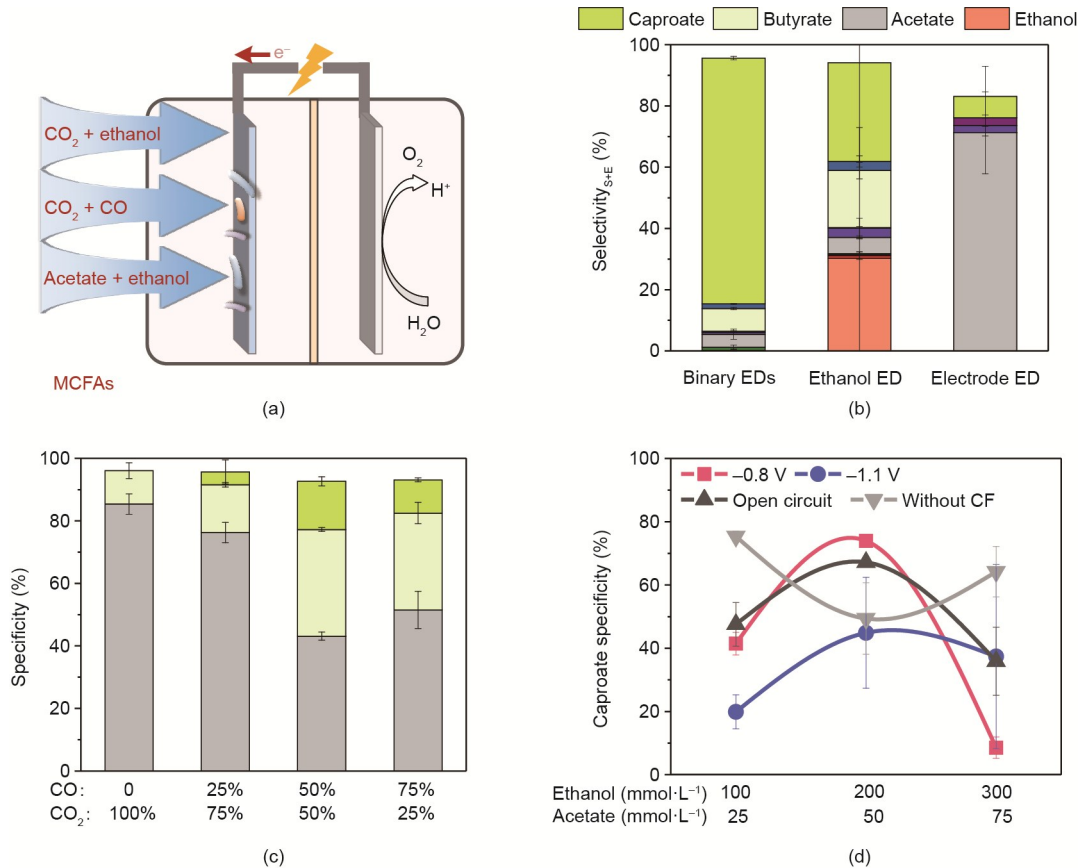 e⁻
CO₂ + ethanol
CO₂ + CO
Acetate + ethanol
O₂
H⁺
H₂O
MCFAs
(a)
Caproate Butyrate Acetate Ethanol
Selectivity_S+E (%)
100
80
60
40
20
0
Binary EDs Ethanol ED Electrode ED
(b)
Specificity (%)
100
80
60
40
20
0
CO: 0 25% 50% 75%
CO₂: 100% 75% 50% 25%
(c)
Caproate specificity (%)
100
80
60
40
20
0
–0.8 V –1.1 V
Open circuit Without CF
Ethanol (mmol·L⁻¹) 100 200 300
Acetate (mmol·L⁻¹) 25 50 75
(d)